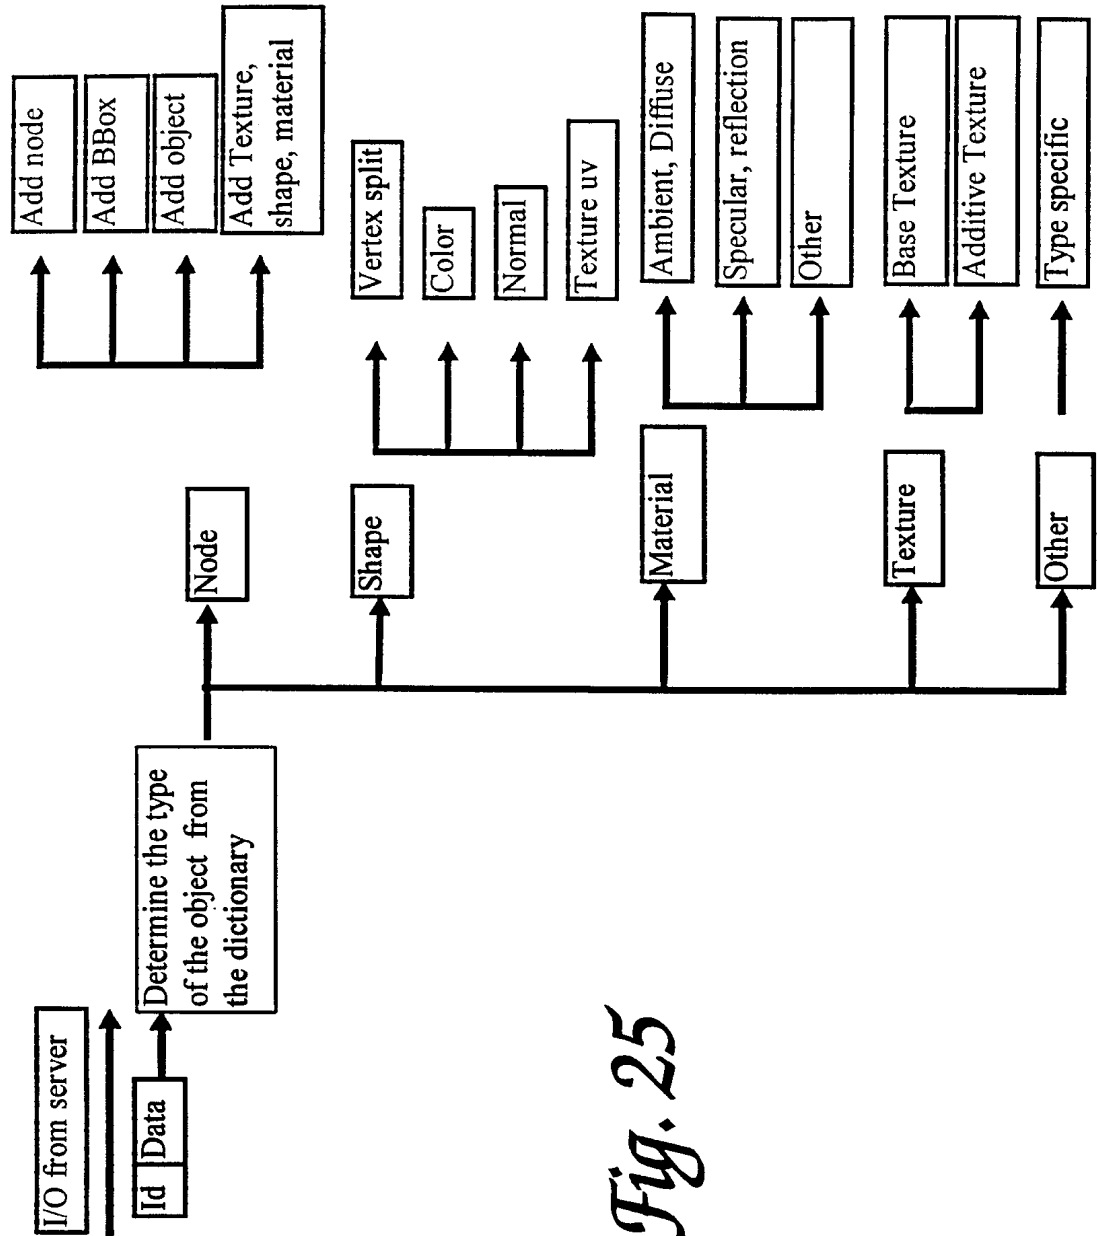 I/O from server
Id
Data
Determine the type
of the object from
the dictionary
Node
Add node
Add BBox
Add object
Add Texture,
shape, material
Shape
Vertex split
Color
Normal
Texture uv
Material
Ambient, Diffuse
Specular, reflection
Other
Texture
Base Texture
Additive Texture
Other
Type specific
Fig. 25